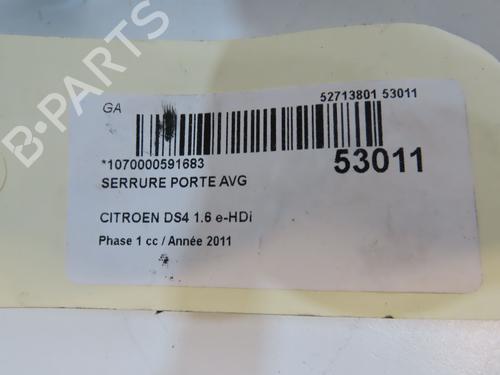 B-PARTS
GA
52713801 53011
*1070000591683
53011
SERRURE PORTE AVG
CITROEN DS4 1.6 e-HDi
Phase 1 cc / Année 2011